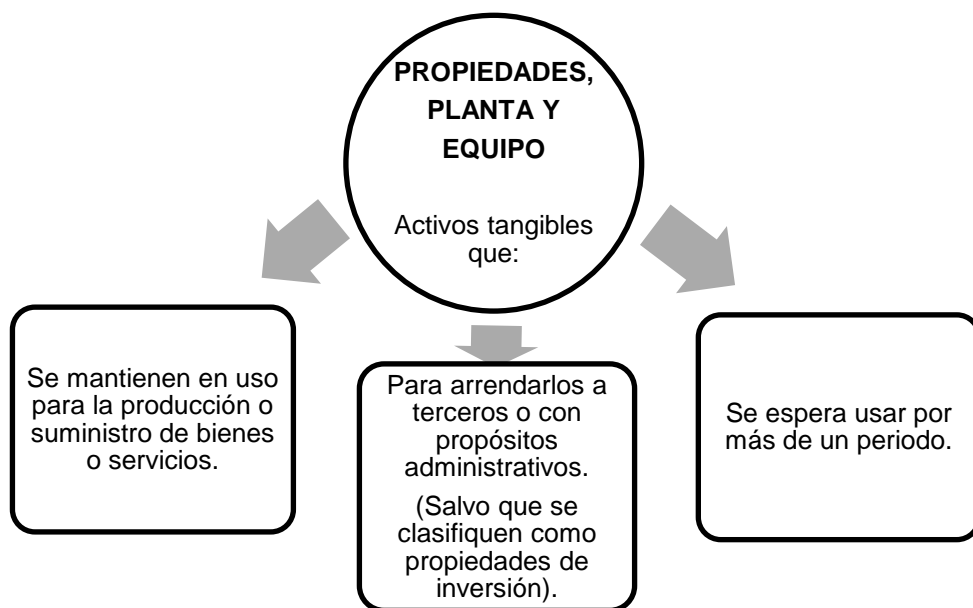 PROPIEDADES,
PLANTA Y
EQUIPO
Activos tangibles
que:
Se mantienen en uso
para la producción o
suministro de bienes
o servicios.
Para arrendarlos a
terceros o con
propósitos
administrativos.
(Salvo que se
clasifiquen como
propiedades de
inversión).
Se espera usar por
más de un periodo.